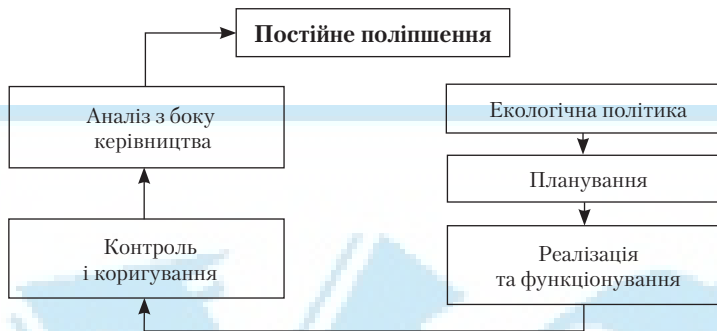 Постійне поліпшення
Аналіз з боку
керівництва
Екологічна політика
Планування
Контроль
і коригування
Реалізація
та функціонування